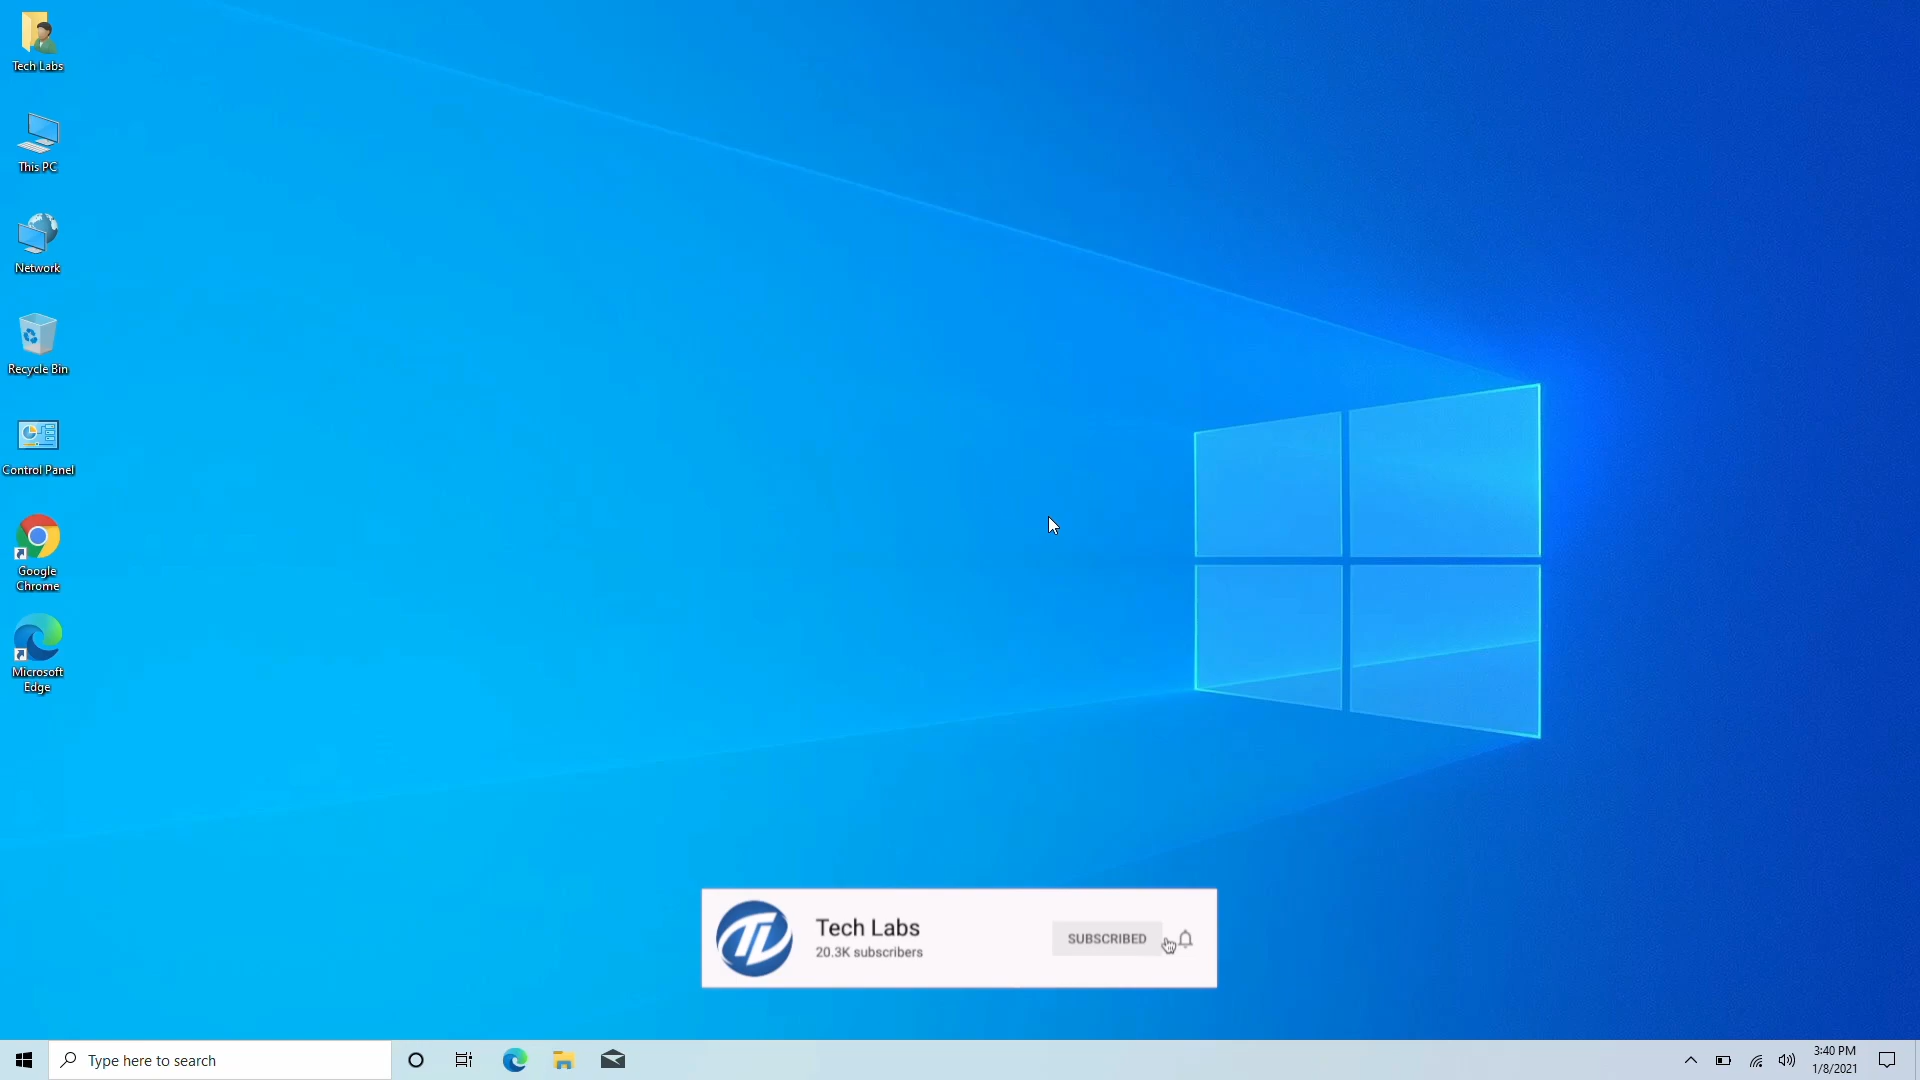 Tech Labs
This PC
Network
Recycle Bin
Control Panel
Google
Chrome
Microsoft
Edge
TL
Tech Labs
20.3K subscribers
SUBSCRIBED
Type here to search
3:40 PM
1/8/2021